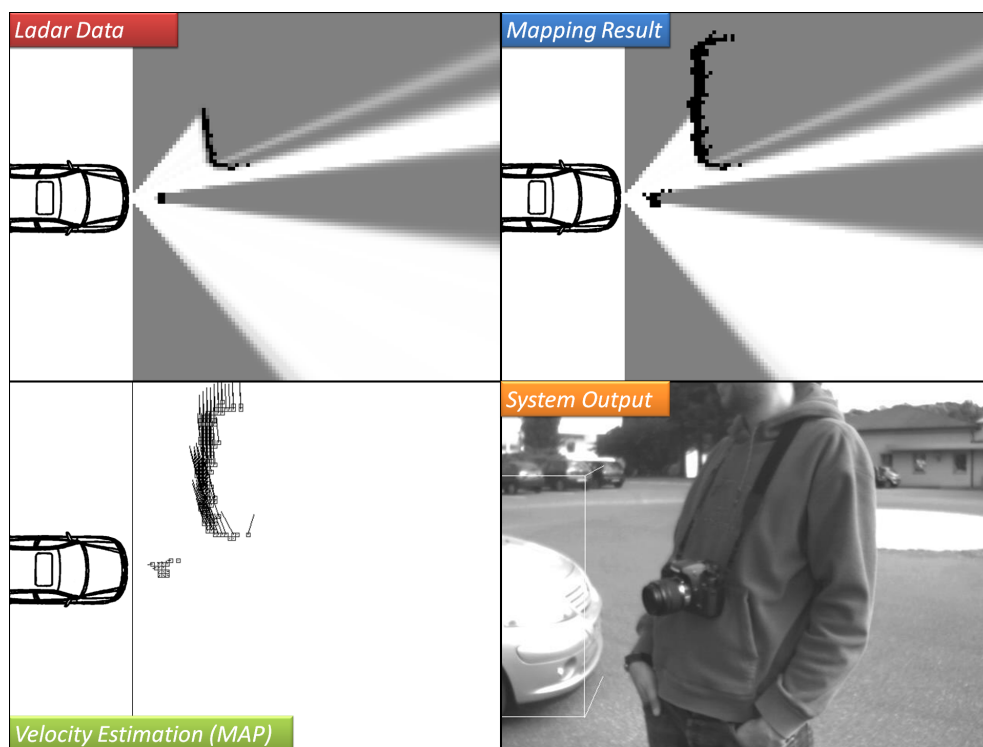 Ladar Data
Mapping Result
System Output
Velocity Estimation (MAP)